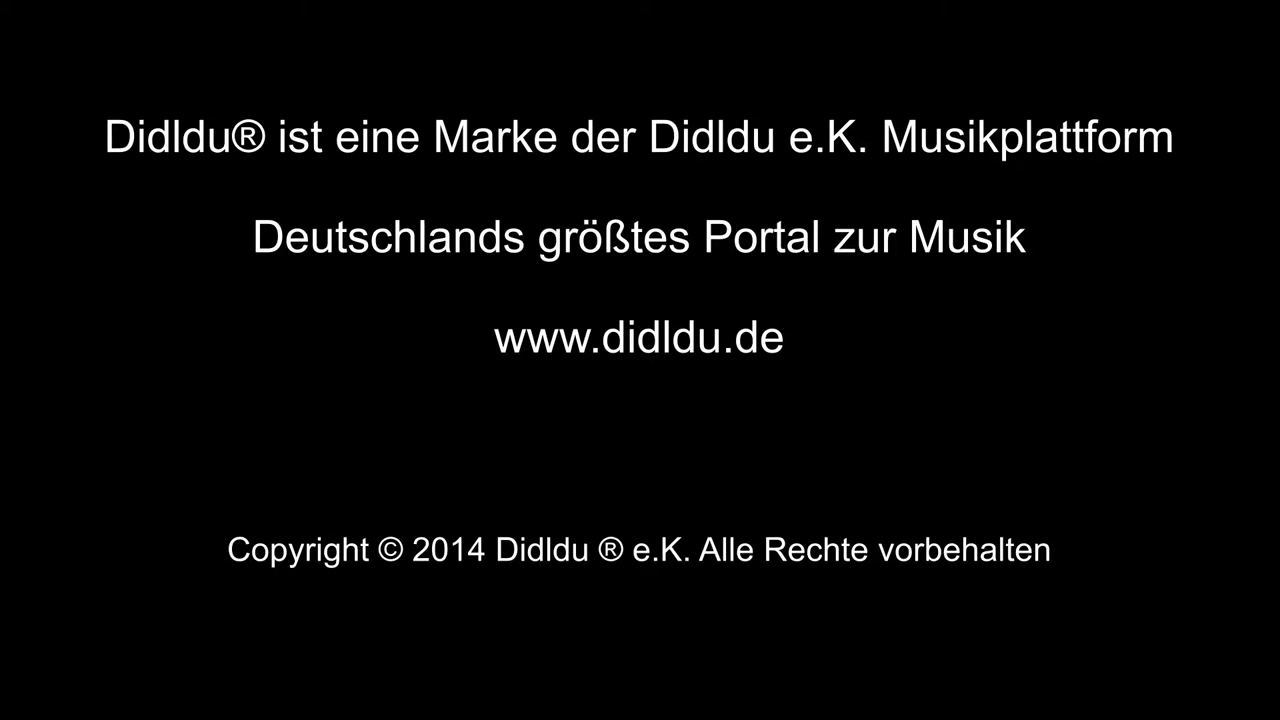 Didldu® ist eine Marke der Didldu e.K. Musikplattform
Deutschlands größtes Portal zur Musik
www.didldu.de
Copyright © 2014 Didldu ® e.K. Alle Rechte vorbehalten